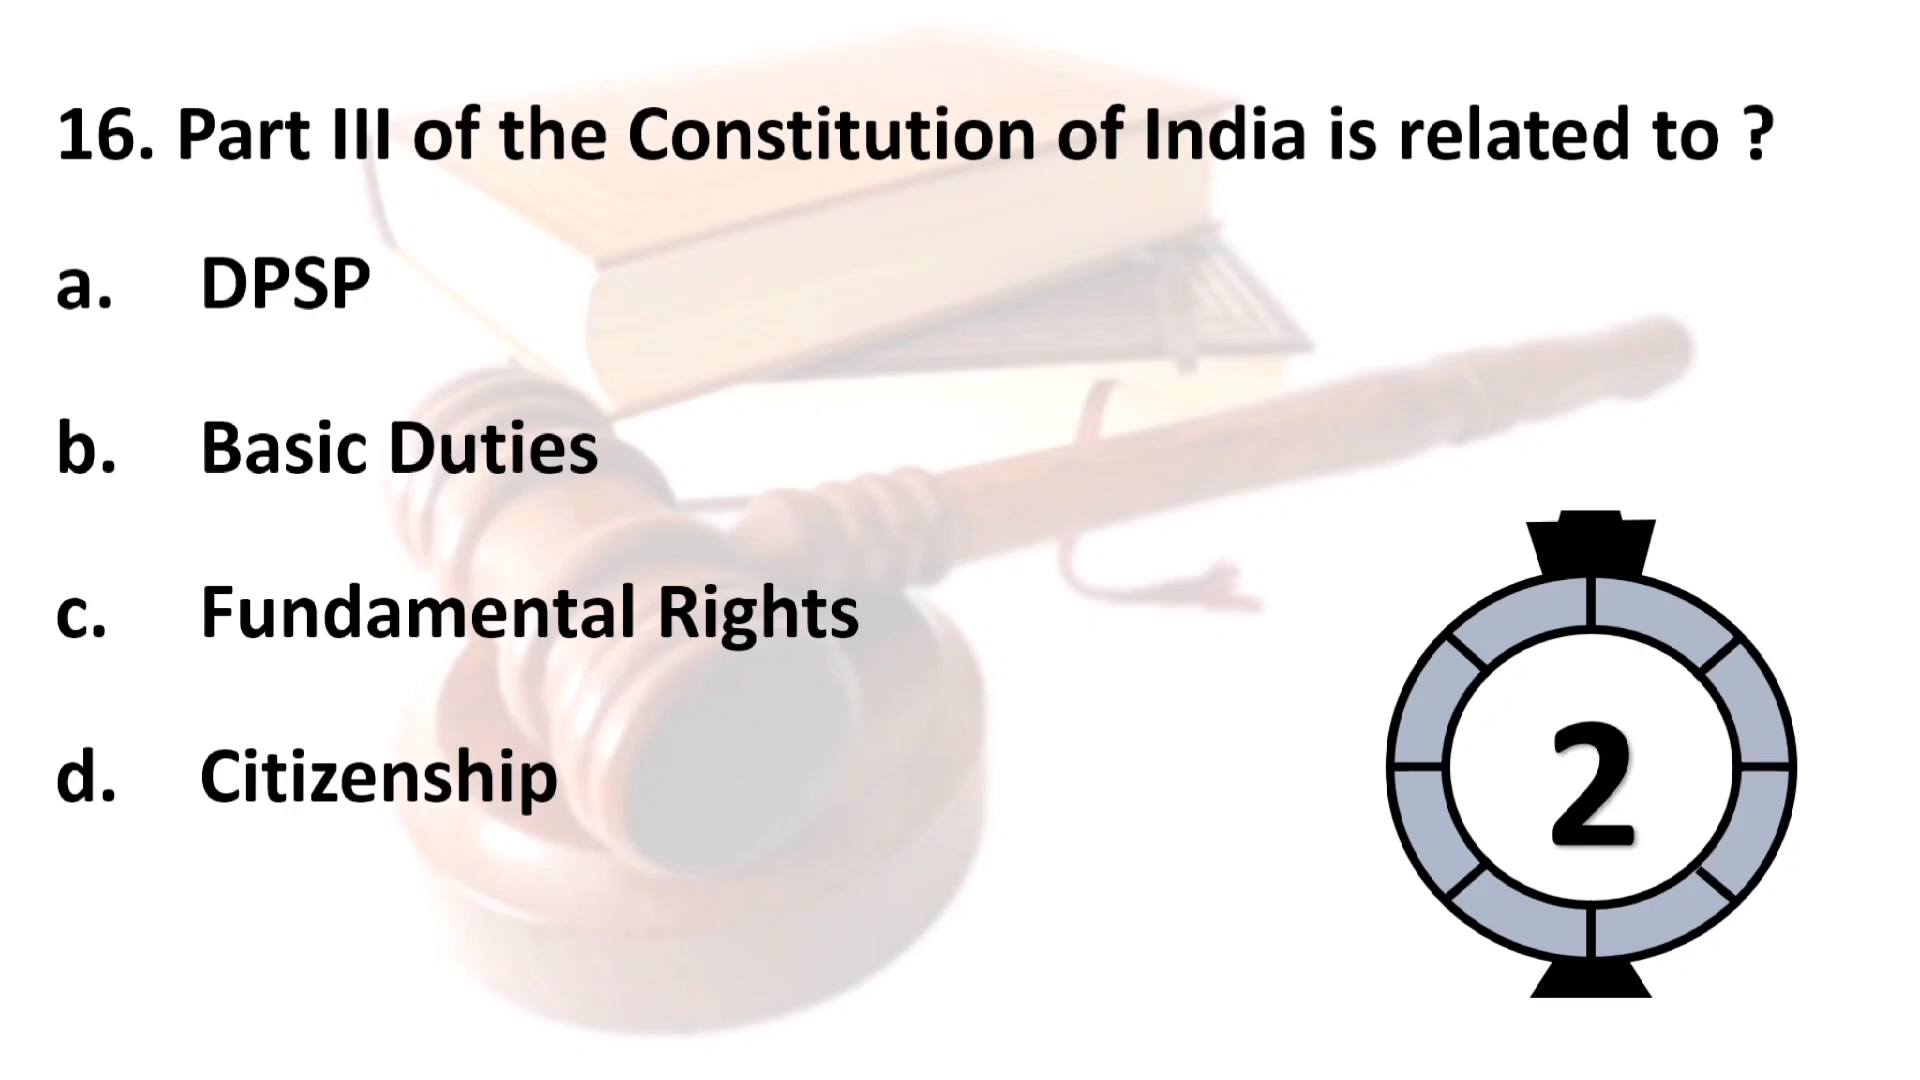 16. Part III of the Constitution of India is related to ?
a. DPSP
b. Basic Duties
c. Fundamental Rights
d. Citizenship
2